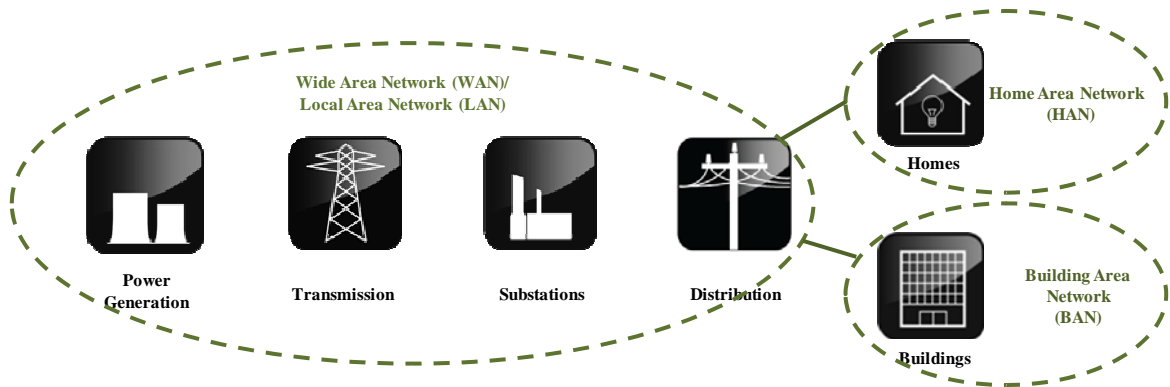 Wide Area Network (WAN)/
Local Area Network (LAN)
Power
Generation
Transmission
Substations
Distribution
Home Area Network
(HAN)
Homes
Building Area
Network
(BAN)
Buildings